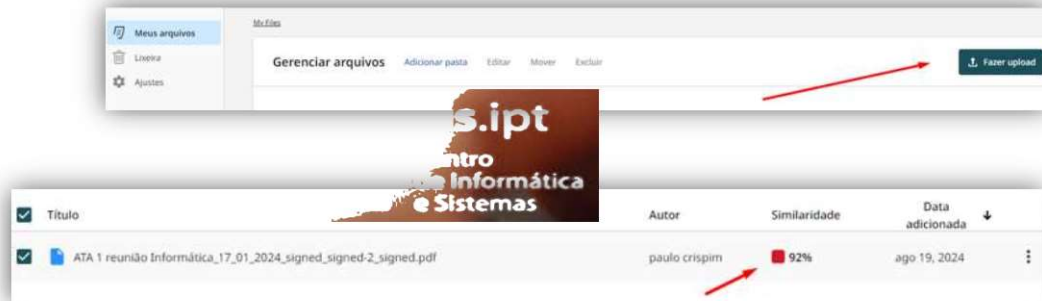 My Files
Meus arquivos
Lixeira
Ajustes
Gerenciar arquivos Adicionar pasta Editar Mover Excluir
Fazer upload
s.ipt
ntro
Informática
e Sistemas
Título Autor Similaridade Data adicionada
ATA 1 reunião Informática_17_01_2024_signed_signed-2_signed.pdf paulo crispim 92% ago 19, 2024